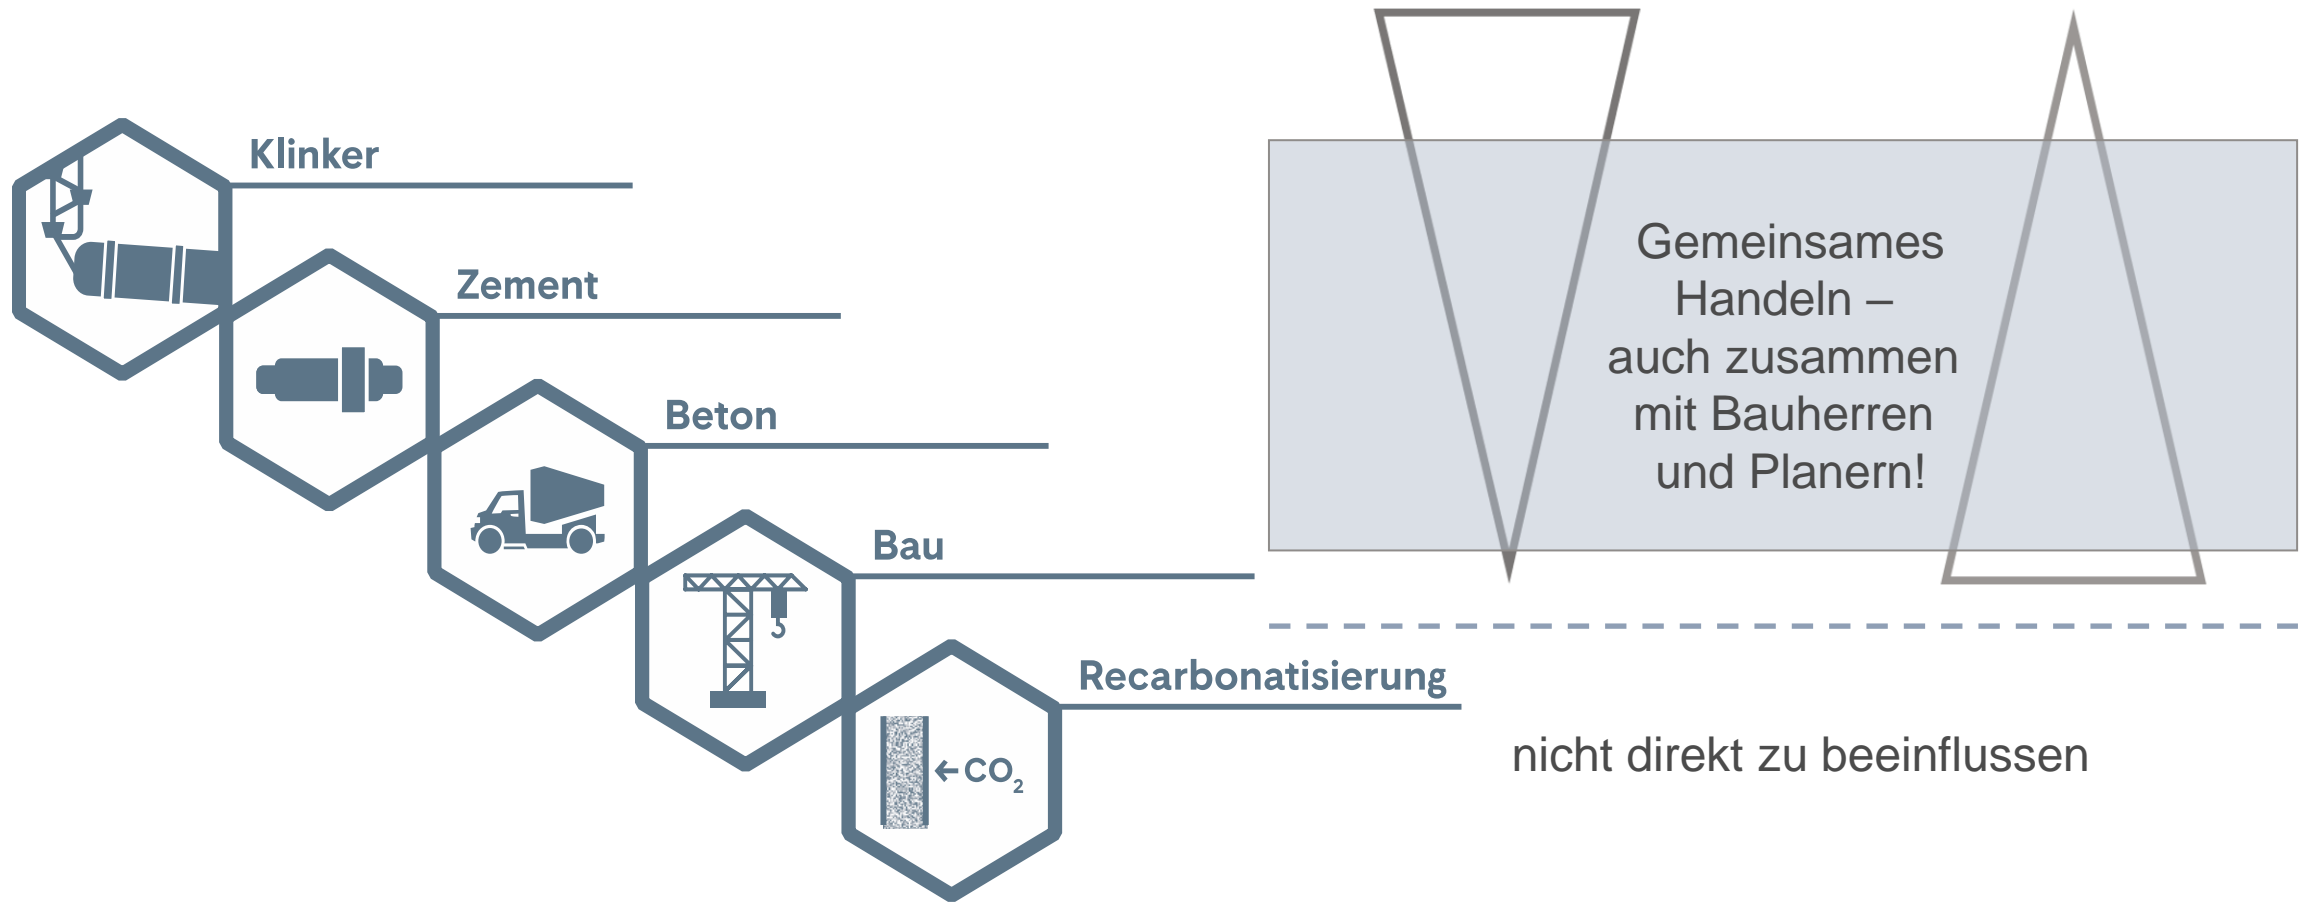 Klinker
Zement
Beton
Bau
Recarbonatisierung
←CO₂
Gemeinsames
Handeln –
auch zusammen
mit Bauherren
und Planern!
nicht direkt zu beeinflussen